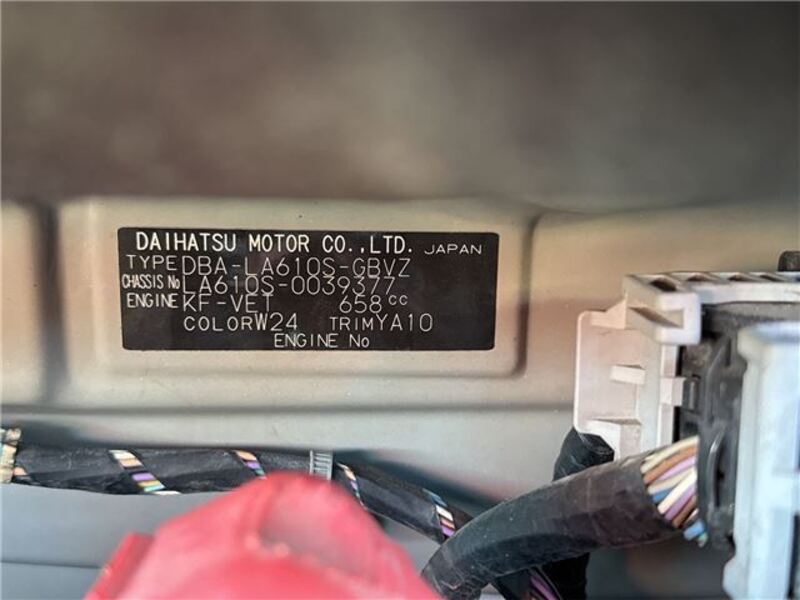 DAIHATSU MOTOR CO.,LTD. JAPAN
TYPE DBA-LA610S-GBVZ
CHASSIS No LA610S-0039377
ENGINE KF-VET 658cc
COLOR W24 TRIM YA10
ENGINE No